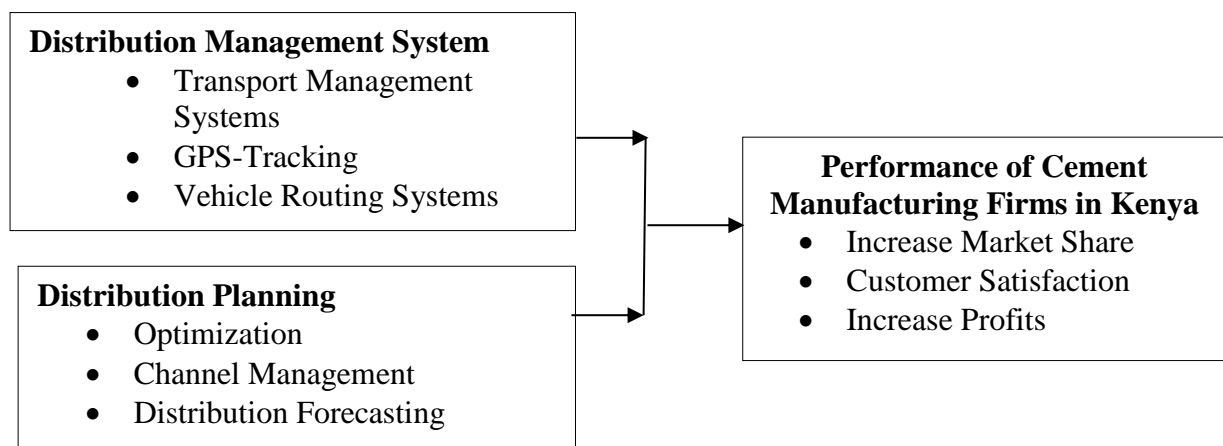 Distribution Management System
• Transport Management
Systems
• GPS-Tracking
• Vehicle Routing Systems
Distribution Planning
• Optimization
• Channel Management
• Distribution Forecasting
Performance of Cement
Manufacturing Firms in Kenya
• Increase Market Share
• Customer Satisfaction
• Increase Profits